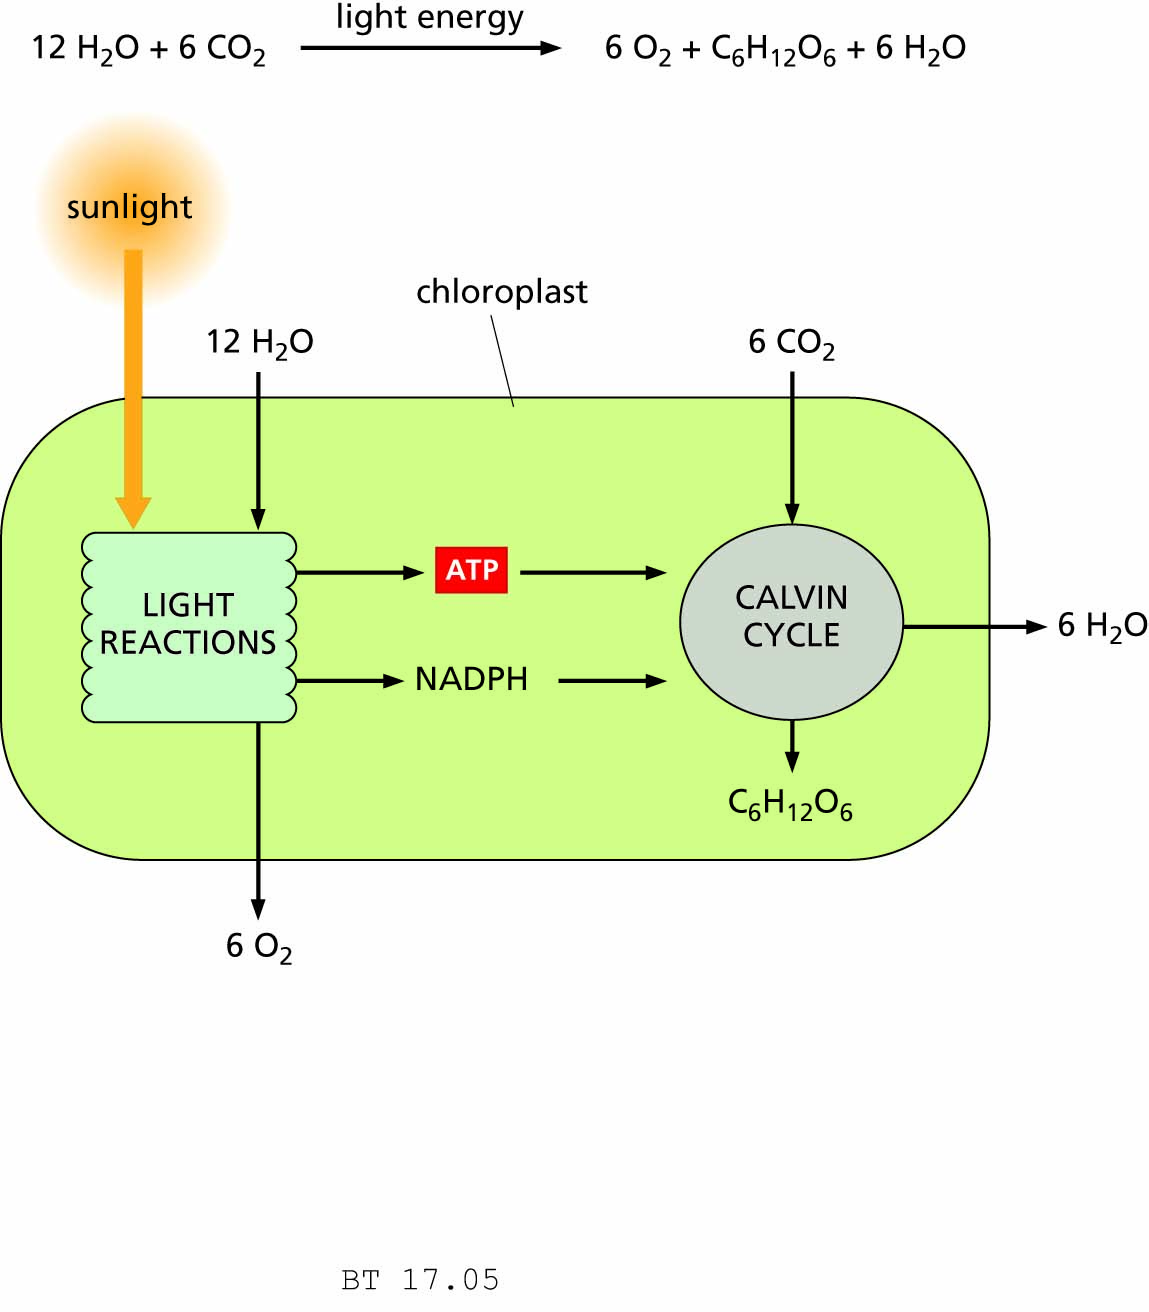 light energy
12 H₂O + 6 CO₂ 6 O₂ + C₆H₁₂O₆ + 6 H₂O
sunlight
chloroplast
12 H₂O
6 CO₂
LIGHT
REACTIONS
ATP
NADPH
CALVIN
CYCLE
6 H₂O
C₆H₁₂O₆
6 O₂
BT 17.05